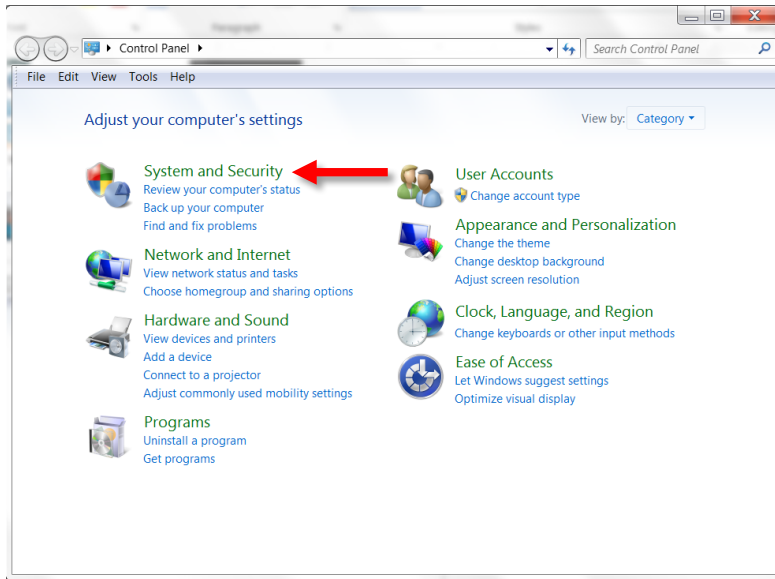 Control Panel
Search Control Panel
File Edit View Tools Help
Adjust your computer's settings
View by: Category
System and Security
Review your computer's status
Back up your computer
Find and fix problems
Network and Internet
View network status and tasks
Choose homegroup and sharing options
Hardware and Sound
View devices and printers
Add a device
Connect to a projector
Adjust commonly used mobility settings
Programs
Uninstall a program
Get programs
User Accounts
Change account type
Appearance and Personalization
Change the theme
Change desktop background
Adjust screen resolution
Clock, Language, and Region
Change keyboards or other input methods
Ease of Access
Let Windows suggest settings
Optimize visual display